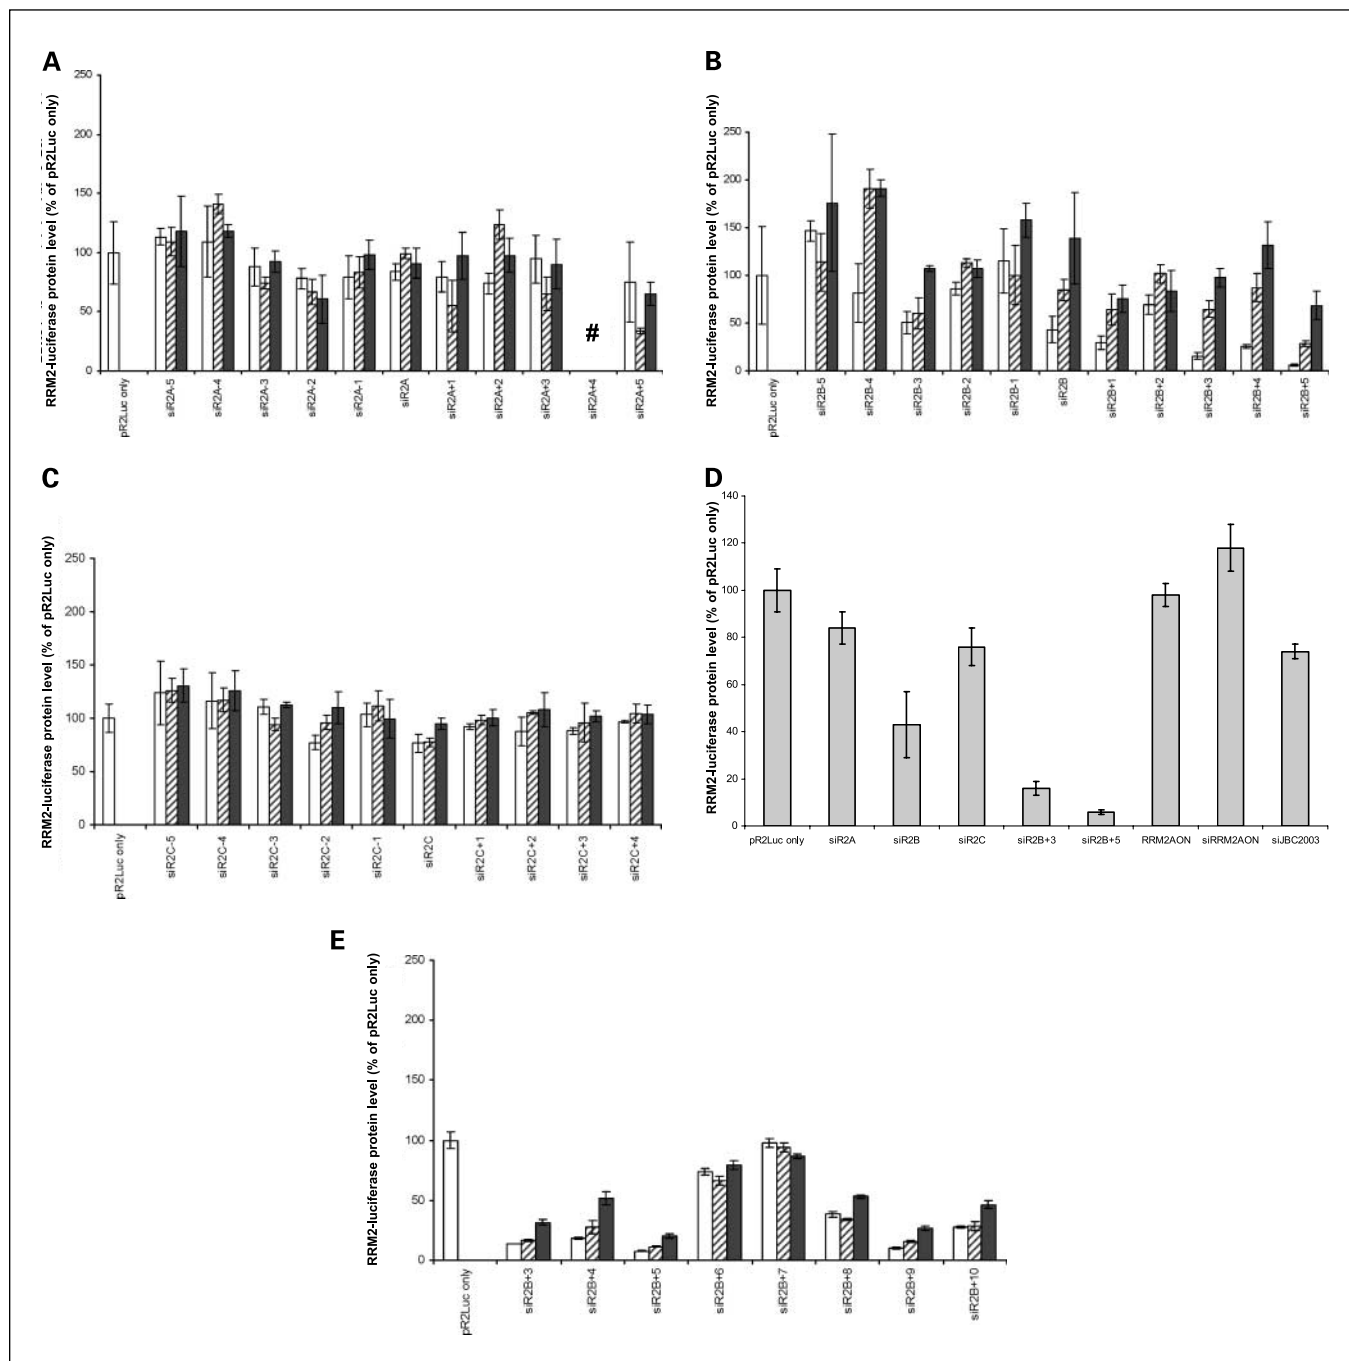 A
RRM2-luciferase protein level (% of pR2Luc only)
250
200
150
100
50
0
#
pR2Luc only
siR2A-5
siR2A-4
siR2A-3
siR2A-2
siR2A-1
siR2A
siR2A+1
siR2A+2
siR2A+3
siR2A+4
siR2A+5
B
RRM2-luciferase protein level (% of pR2Luc only)
250
200
150
100
50
0
pR2Luc only
siR2B-5
siR2B-4
siR2B-3
siR2B-2
siR2B-1
siR2B
siR2B+1
siR2B+2
siR2B+3
siR2B+4
siR2B+5
C
RRM2-luciferase protein level (% of pR2Luc only)
250
200
150
100
50
0
pR2Luc only
siR2C-5
siR2C-4
siR2C-3
siR2C-2
siR2C-1
siR2C
siR2C+1
siR2C+2
siR2C+3
siR2C+4
D
RRM2-luciferase protein level (% of pR2Luc only)
140
120
100
80
60
40
20
0
pR2Luc only
siR2A
siR2B
siR2C
siR2B+3
siR2B+5
RRM2AON
siRRM2AON
siJBC2003
E
RRM2-luciferase protein level (% of pR2Luc only)
250
200
150
100
50
0
pR2Luc only
siR2B+3
siR2B+4
siR2B+5
siR2B+6
siR2B+7
siR2B+8
siR2B+9
siR2B+10